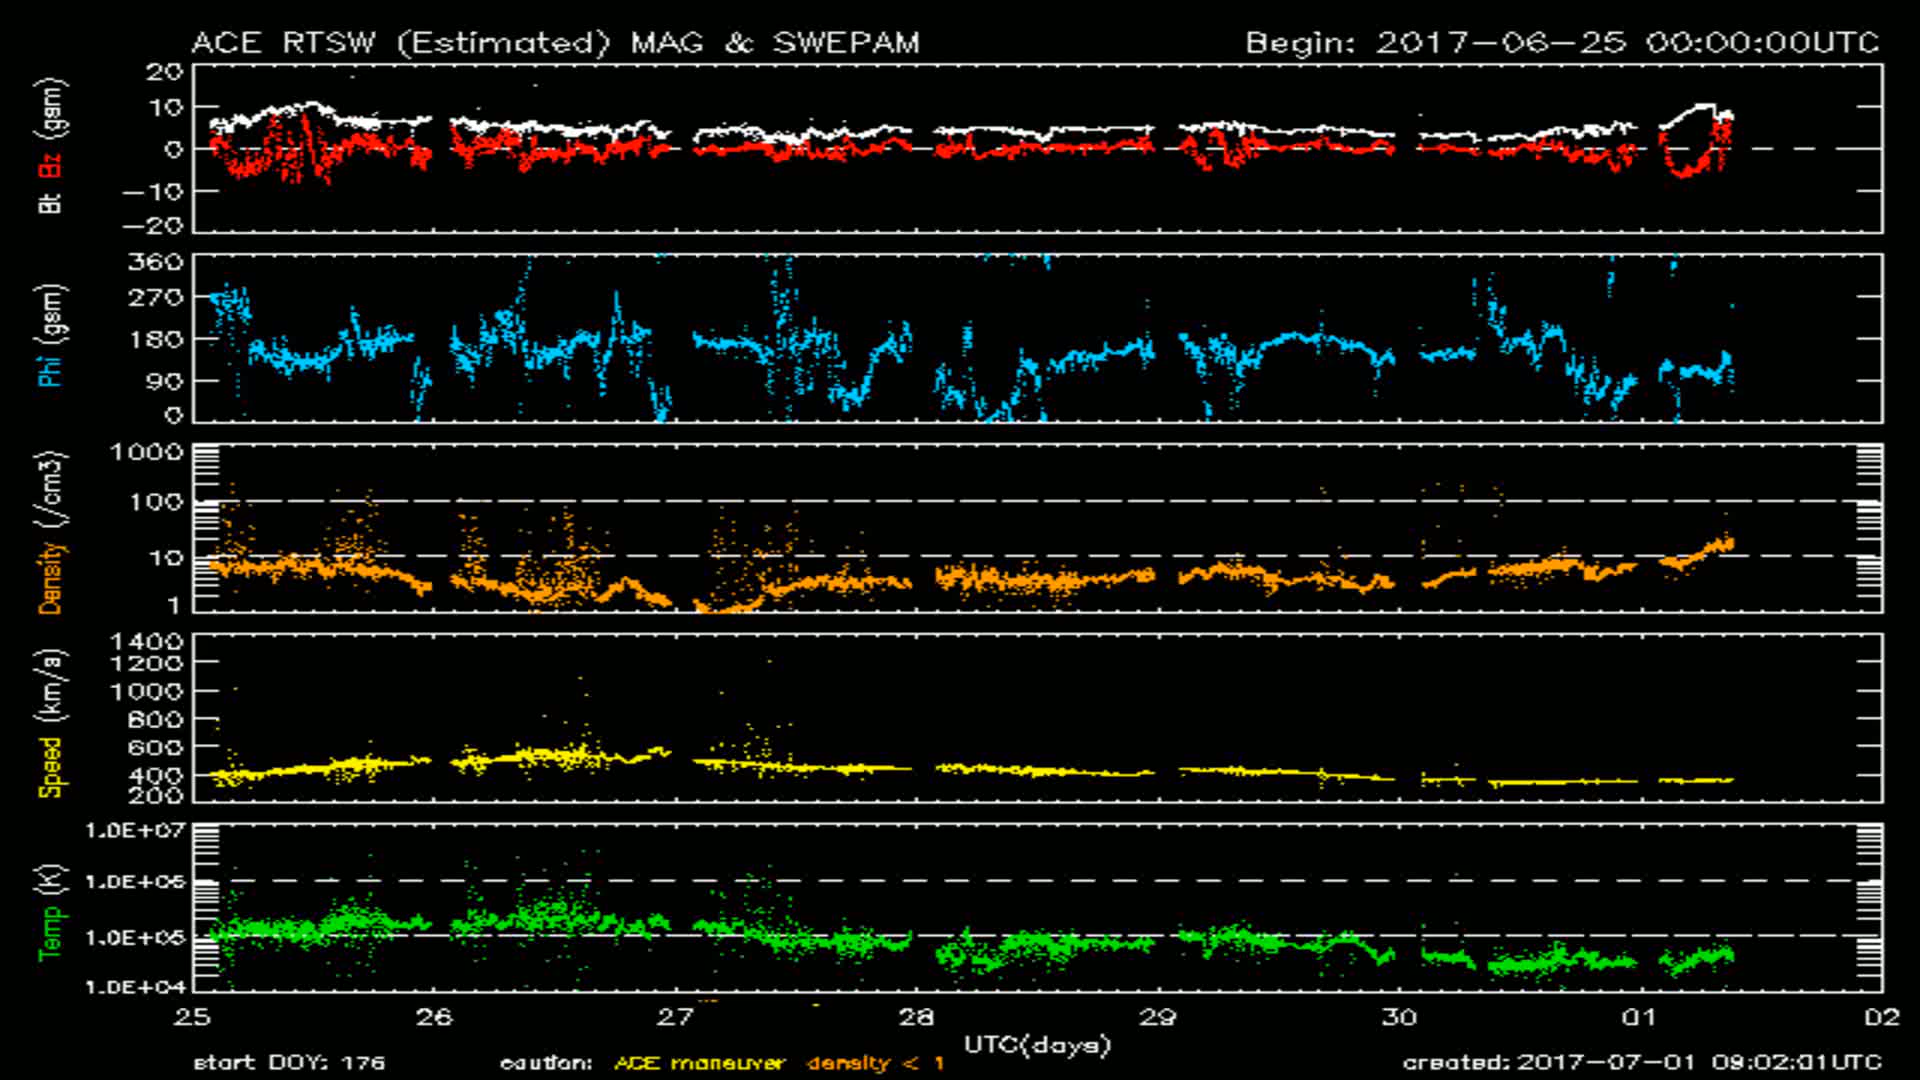 ACE RTSW (Estimated) MAG & SWEPAM Begin: 2017-06-25 00:00:00UTC
Bt Bz (gsm)
20
10
0
-10
-20
Phi (gsm)
360
270
180
90
0
Density (/cm3)
1000
100
10
1
Speed (km/s)
1400
1200
1000
800
600
400
200
Temp (K)
1.0E+07
1.0E+06
1.0E+05
1.0E+04
25 26 27 28 29 30 01 02
UTC(days)
start DOY: 176 caution: ACE maneuver density < 1 created: 2017-07-01 09:02:01UTC